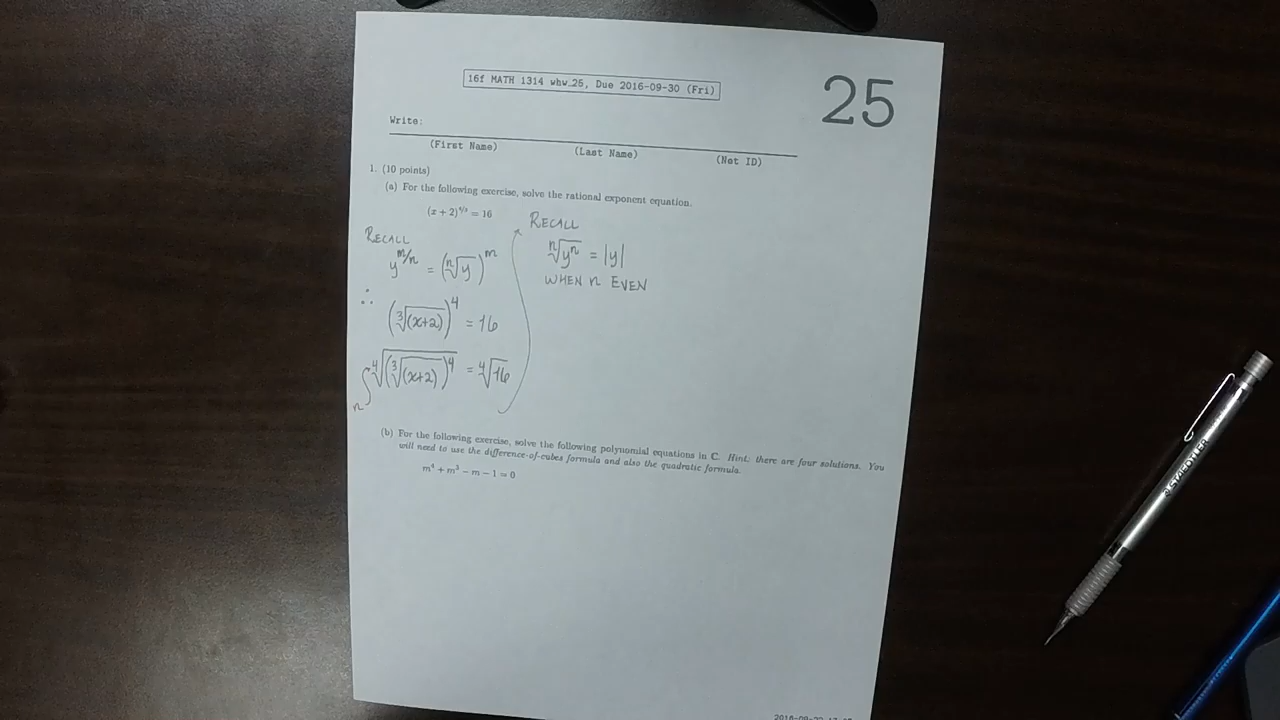 25
16f MATH 1314 whw_25, Due 2016-09-30 (Fri)
Write:
(First Name) (Last Name) (Not ID)
1. (10 points)
(a) For the following exercise, solve the rational exponent equation.
(x + 2)^{4/3} = 16
RECALL
y^{m/n} = (ⁿ√y)^m
∴
(³√(x+2))^4 = 16
⁴√((³√(x+2))^4) = ⁴√16
n
RECALL
ⁿ√(yⁿ) = |y|
WHEN n EVEN
(b) For the following exercise, solve the following polynomial equations in C. Hint: there are four solutions. You
will need to use the difference-of-cubes formula and also the quadratic formula.
m⁴ + m³ − m − 1 = 0
STAEDTLER